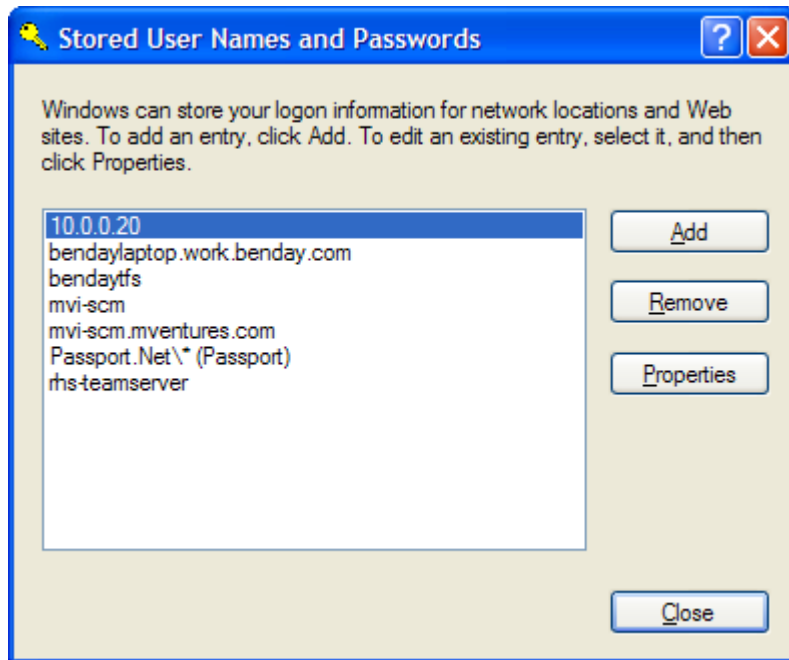 Stored User Names and Passwords
Windows can store your logon information for network locations and Web
sites. To add an entry, click Add. To edit an existing entry, select it, and then
click Properties.
10.0.0.20
bendaylaptop.work.benday.com
bendaytfs
mvi-scm
mvi-scm.mventures.com
Passport.Net\* (Passport)
rhs-teamserver
Add
Remove
Properties
Close